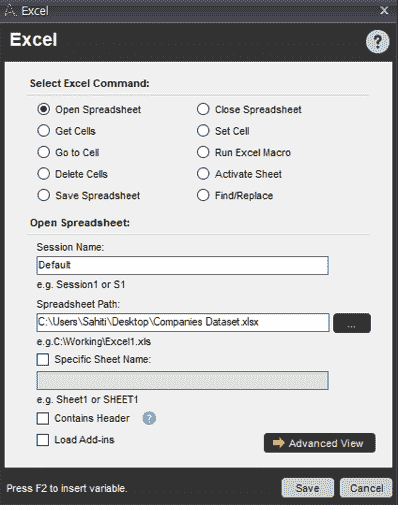 Excel
Excel
?
Select Excel Command:
Open Spreadsheet Close Spreadsheet
Get Cells Set Cell
Go to Cell Run Excel Macro
Delete Cells Activate Sheet
Save Spreadsheet Find/Replace
Open Spreadsheet:
Session Name:
Default
e.g. Session1 or S1
Spreadsheet Path:
C:\Users\Sahiti\Desktop\Companies Dataset.xlsx ...
e.g.C:\Working\Excel1.xls
Specific Sheet Name:
e.g. Sheet1 or SHEET1
Contains Header ?
Load Add-ins
Advanced View
Press F2 to insert variable. Save Cancel